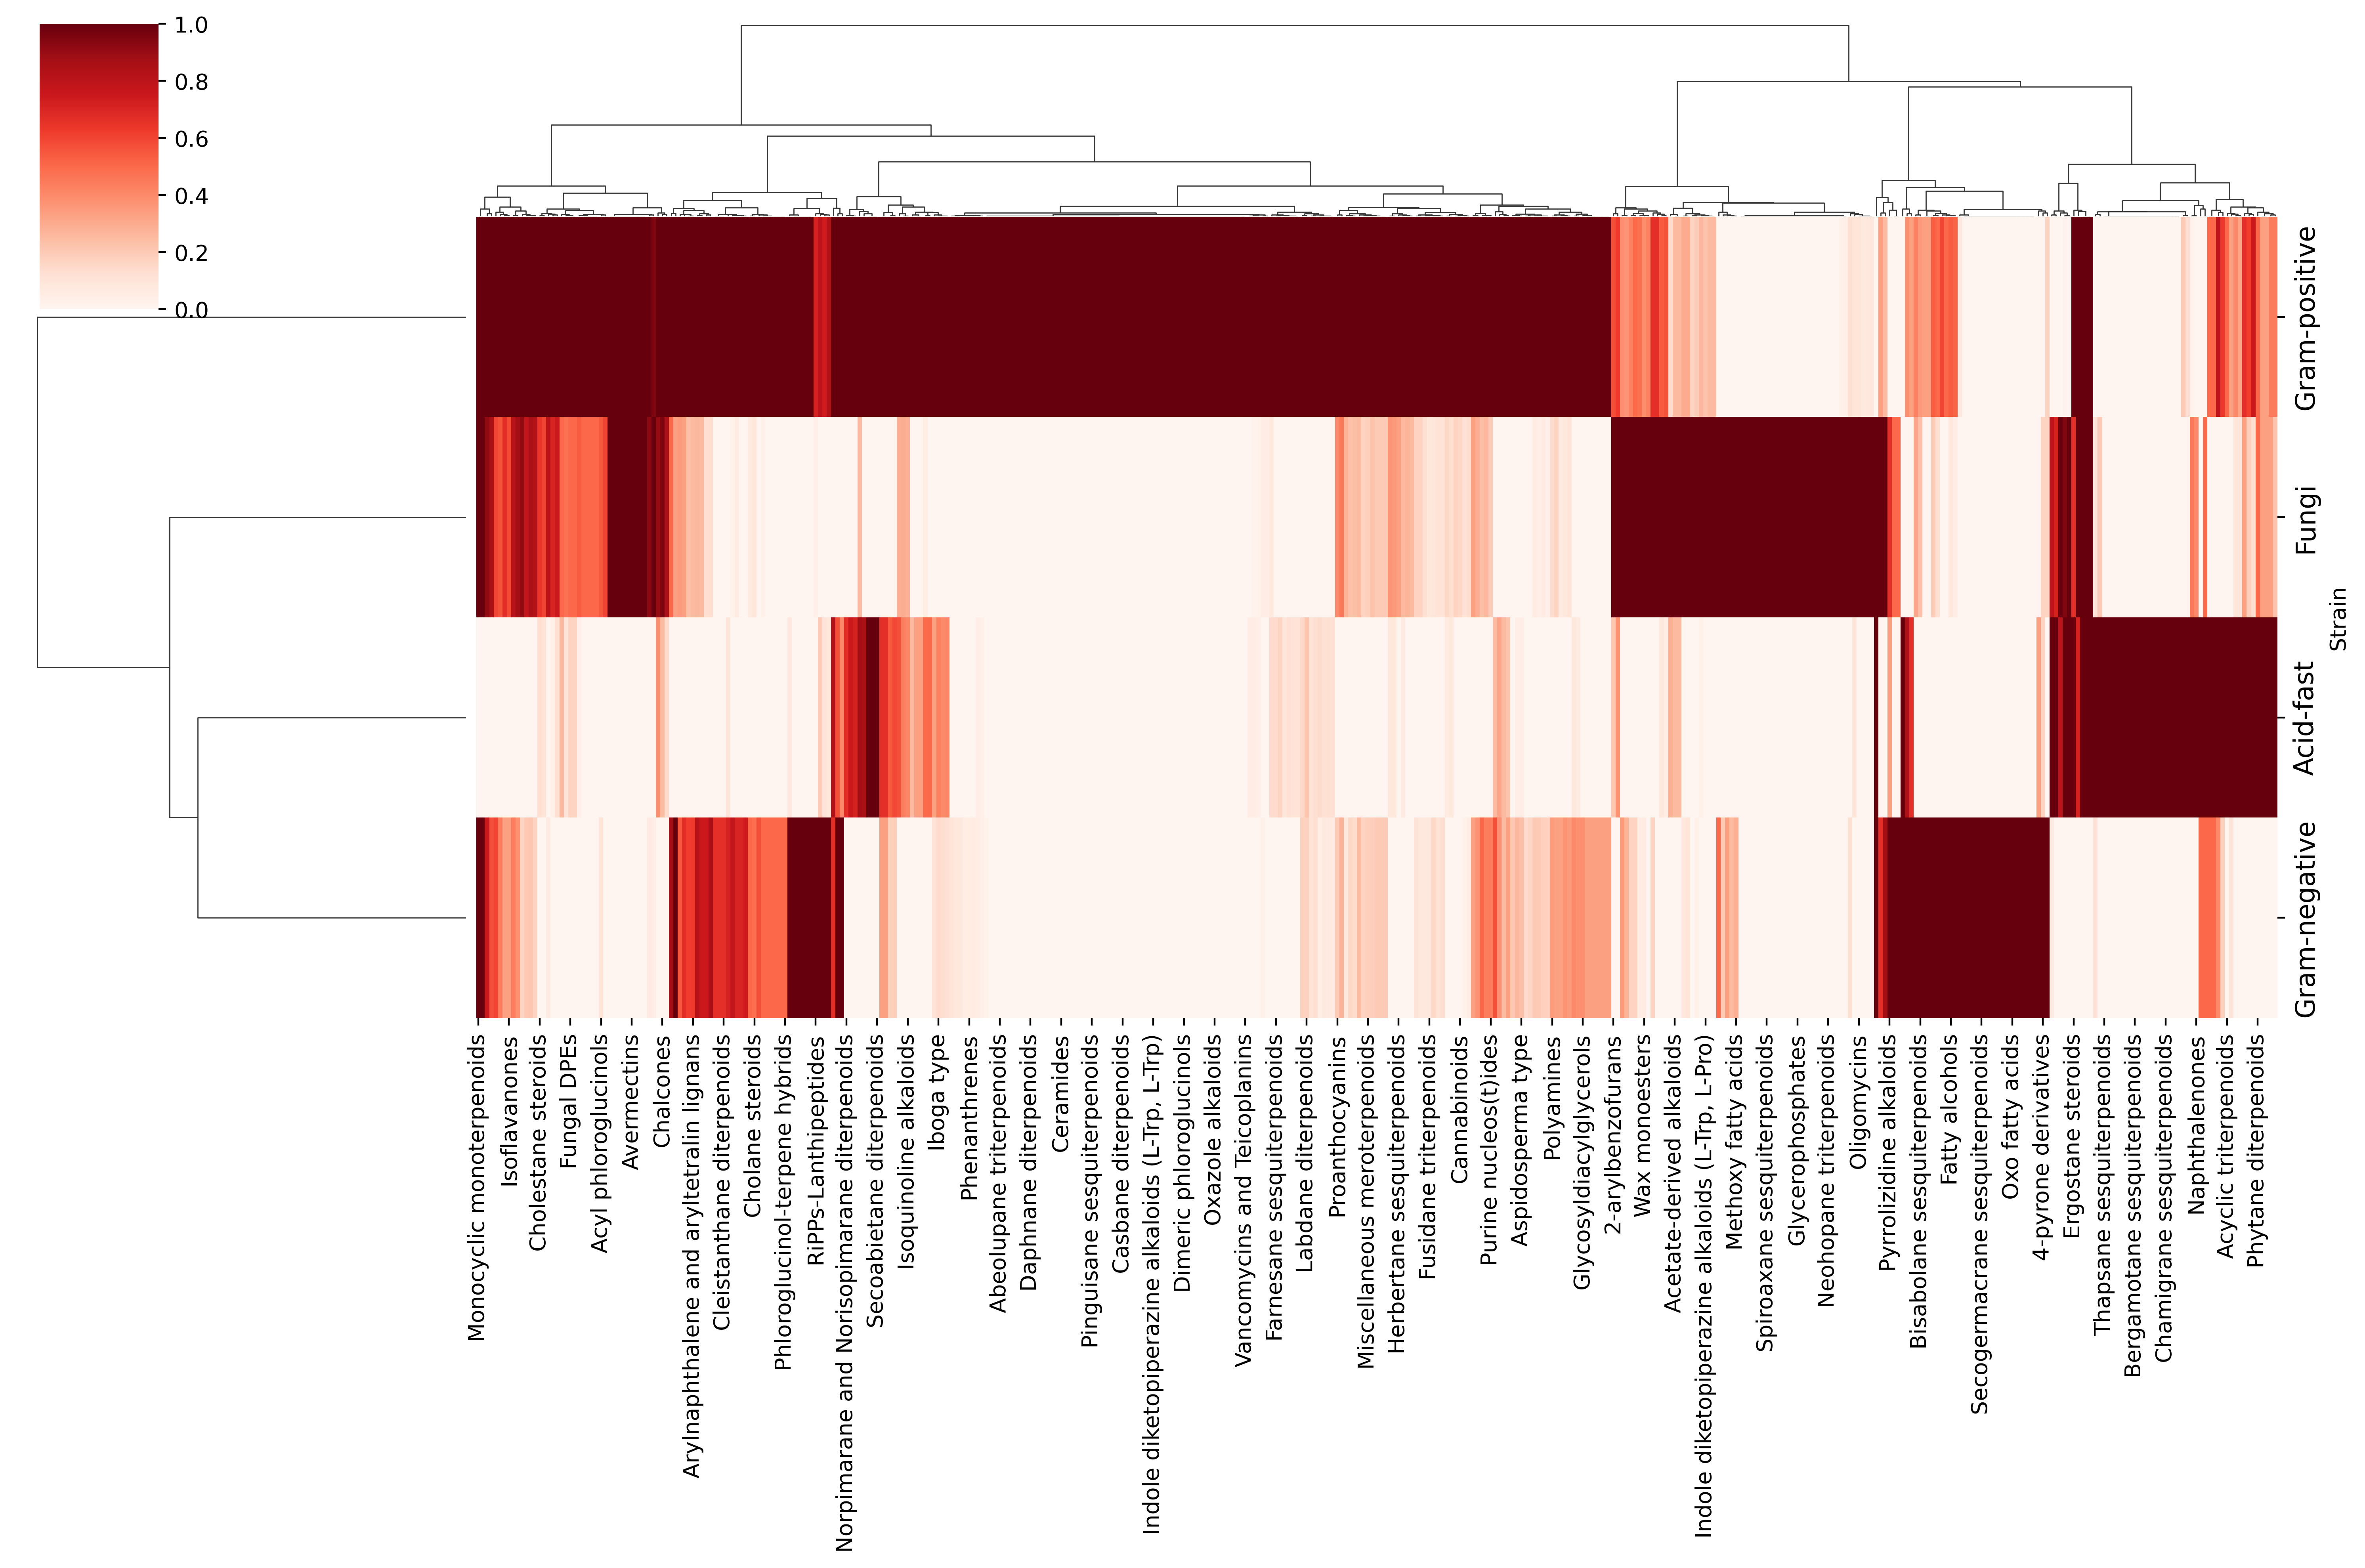 1.0
0.8
0.6
0.4
0.2
0.0
Gram-positive
Fungi
Acid-fast
Gram-negative
Strain
Monocyclic monoterpenoids
Isoflavanones
Cholestane steroids
Fungal DPEs
Acyl phloroglucinols
Avermectins
Chalcones
Arylnaphthalene and aryltetralin lignans
Cleistanthane diterpenoids
Cholane steroids
Phloroglucinol-terpene hybrids
RiPPs-Lanthipeptides
Norpimarane and Norisopimarane diterpenoids
Secoabietane diterpenoids
Isoquinoline alkaloids
Iboga type
Phenanthrenes
Abeolupane triterpenoids
Daphnane diterpenoids
Ceramides
Pinguisane sesquiterpenoids
Casbane diterpenoids
Indole diketopiperazine alkaloids (L-Trp, L-Trp)
Dimeric phloroglucinols
Oxazole alkaloids
Vancomycins and Teicoplanins
Farnesane sesquiterpenoids
Labdane diterpenoids
Proanthocyanins
Miscellaneous meroterpenoids
Herbertane sesquiterpenoids
Fusidane triterpenoids
Cannabinoids
Purine nucleos(t)ides
Aspidosperma type
Polyamines
Glycosyldiacylglycerols
2-arylbenzofurans
Wax monoesters
Acetate-derived alkaloids
Indole diketopiperazine alkaloids (L-Trp, L-Pro)
Methoxy fatty acids
Spiroaxane sesquiterpenoids
Glycerophosphates
Neohopane triterpenoids
Oligomycins
Pyrrolizidine alkaloids
Bisabolane sesquiterpenoids
Fatty alcohols
Secogermacrane sesquiterpenoids
Oxo fatty acids
4-pyrone derivatives
Ergostane steroids
Thapsane sesquiterpenoids
Bergamotane sesquiterpenoids
Chamigrane sesquiterpenoids
Naphthalenones
Acyclic triterpenoids
Phytane diterpenoids